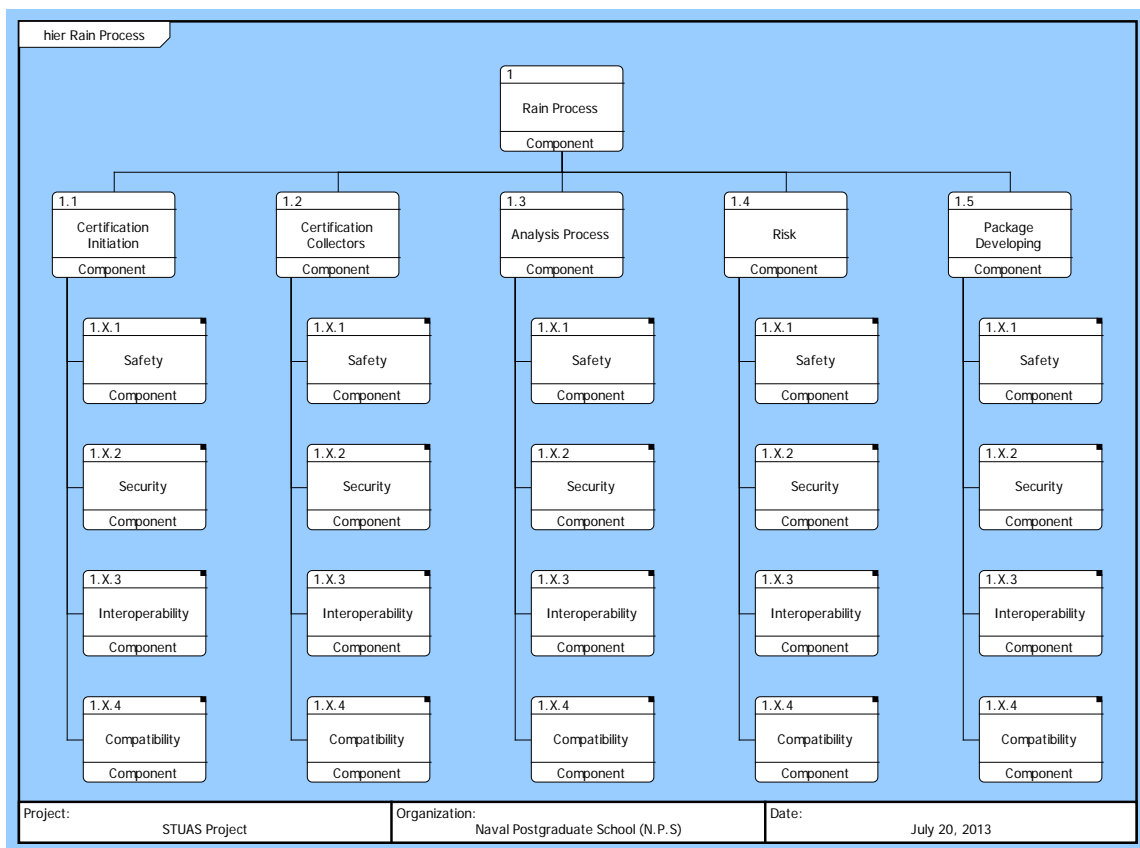 hier Rain Process
1
Rain Process
Component
1.1
Certification
Initiation
Component
1.2
Certification
Collectors
Component
1.3
Analysis Process
Component
1.4
Risk
Component
1.5
Package
Developing
Component
1.X.1
Safety
Component
1.X.1
Safety
Component
1.X.1
Safety
Component
1.X.1
Safety
Component
1.X.1
Safety
Component
1.X.2
Security
Component
1.X.2
Security
Component
1.X.2
Security
Component
1.X.2
Security
Component
1.X.2
Security
Component
1.X.3
Interoperability
Component
1.X.3
Interoperability
Component
1.X.3
Interoperability
Component
1.X.3
Interoperability
Component
1.X.3
Interoperability
Component
1.X.4
Compatibility
Component
1.X.4
Compatibility
Component
1.X.4
Compatibility
Component
1.X.4
Compatibility
Component
1.X.4
Compatibility
Component
Project:
STUAS Project
Organization:
Naval Postgraduate School (N.P.S)
Date:
July 20, 2013